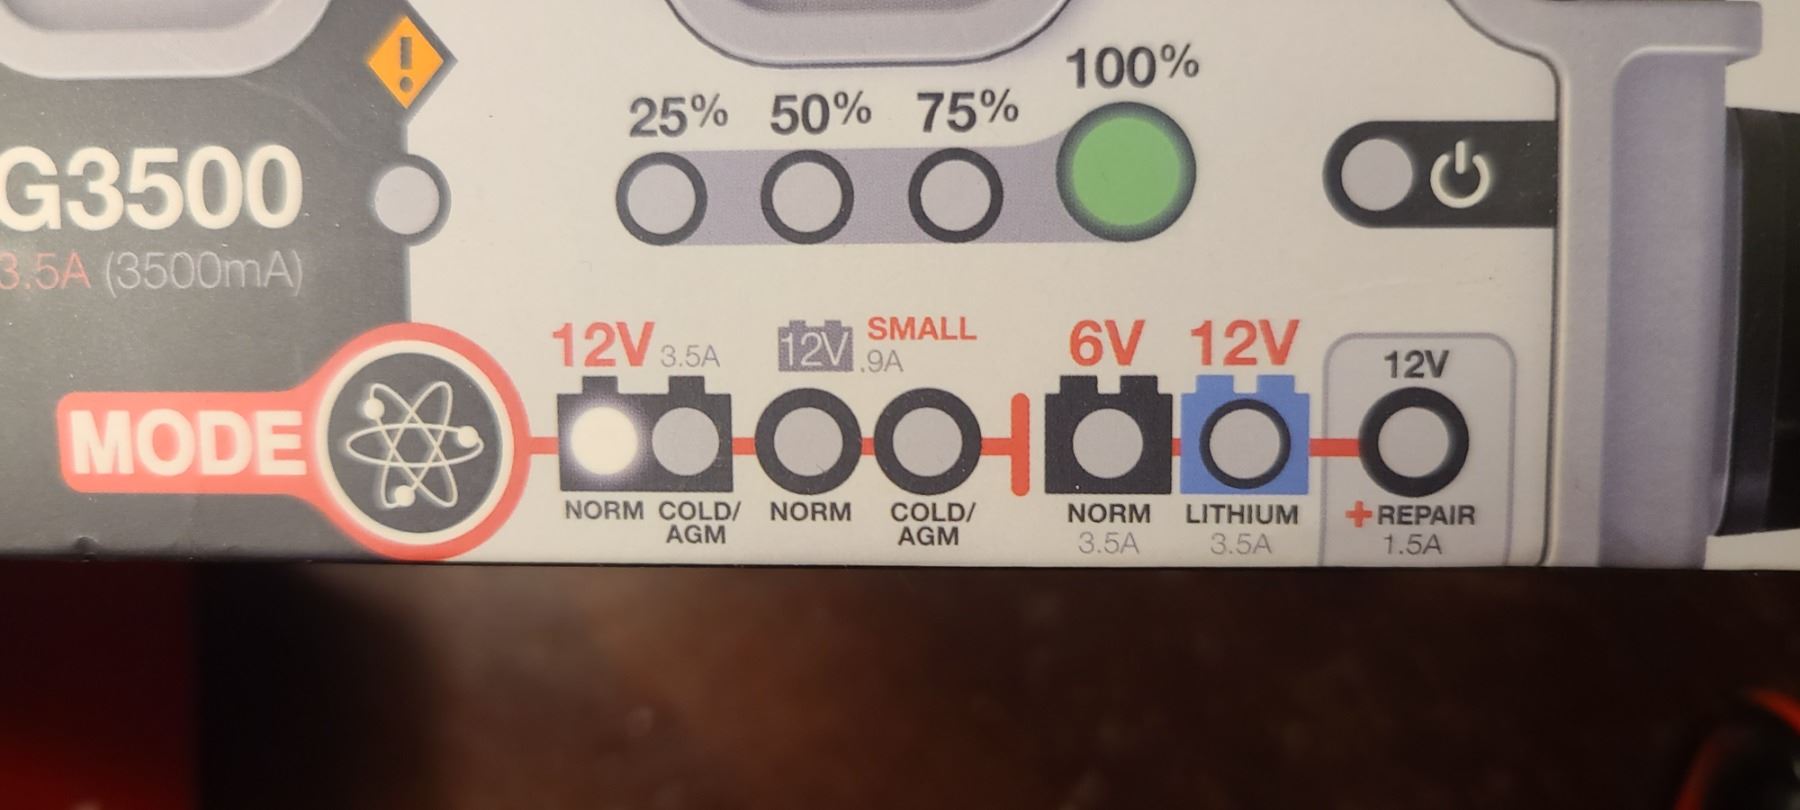 !
100%
25% 50% 75%
G3500
3.5A (3500mA)
MODE
12V 3.5A
12V SMALL
.9A
6V
12V
12V
NORM
COLD/
AGM
NORM
COLD/
AGM
NORM
3.5A
LITHIUM
3.5A
+REPAIR
1.5A